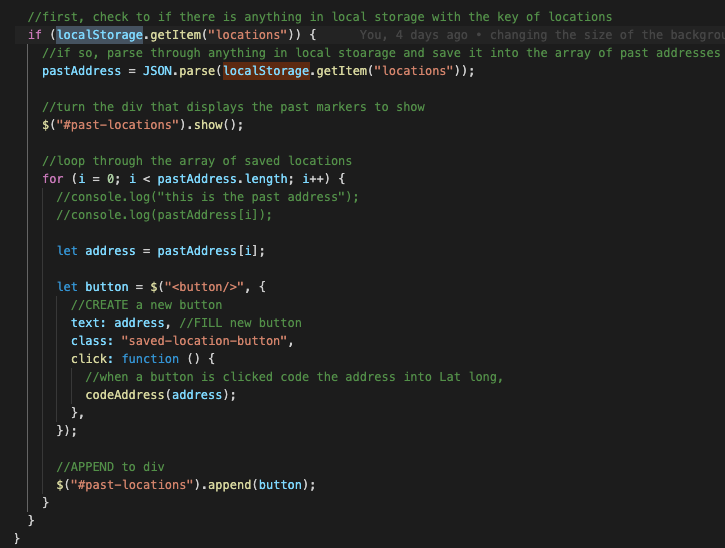 //first, check to if there is anything in local storage with the key of locations
if (localStorage.getItem("locations")) { You, 4 days ago • changing the size of the backgrou
//if so, parse through anything in local stoarage and save it into the array of past addresses
pastAddress = JSON.parse(localStorage.getItem("locations"));
//turn the div that displays the past markers to show
$("#past-locations").show();
//loop through the array of saved locations
for (i = 0; i < pastAddress.length; i++) {
//console.log("this is the past address");
//console.log(pastAddress[i]);
let address = pastAddress[i];
let button = $("<button/>", {
//CREATE a new button
text: address, //FILL new button
class: "saved-location-button",
click: function () {
//when a button is clicked code the address into Lat long,
codeAddress(address);
},
});
//APPEND to div
$("#past-locations").append(button);
}
}
}